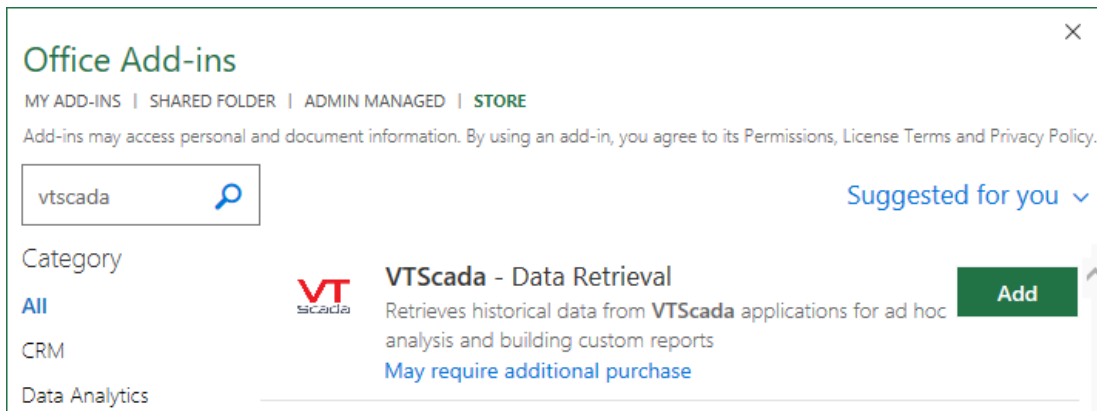 Office Add-ins
MY ADD-INS | SHARED FOLDER | ADMIN MANAGED | STORE
Add-ins may access personal and document information. By using an add-in, you agree to its Permissions, License Terms and Privacy Policy.
vtscada
Suggested for you
Category
All
CRM
Data Analytics
VT
scada
VTScada - Data Retrieval
Retrieves historical data from VTScada applications for ad hoc
analysis and building custom reports
May require additional purchase
Add